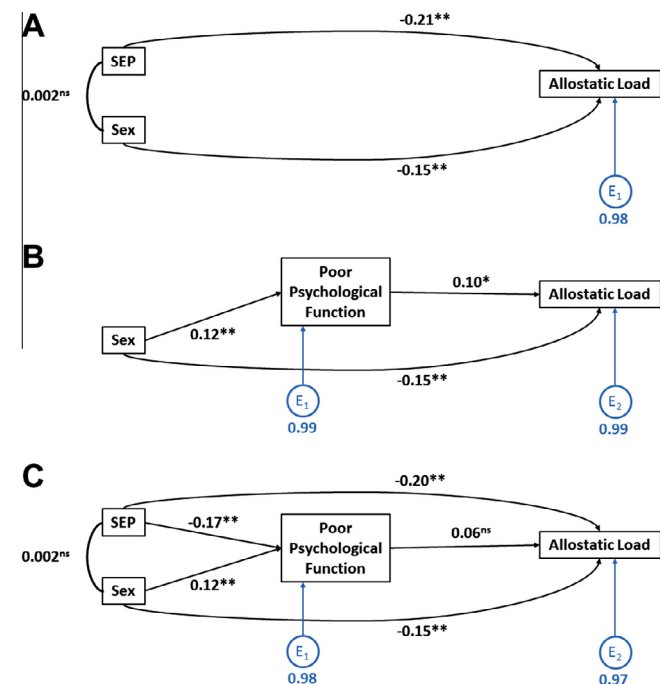 A
-0.21**
SEP
0.002ns
Allostatic Load
Sex
-0.15**
E1
0.98
B
Poor
Psychological
Function
0.10*
Allostatic Load
Sex
0.12**
-0.15**
E1
0.99
E2
0.99
C
-0.20**
SEP
-0.17**
Poor
Psychological
Function
0.06ns
Allostatic Load
0.002ns
Sex
0.12**
-0.15**
E1
0.98
E2
0.97